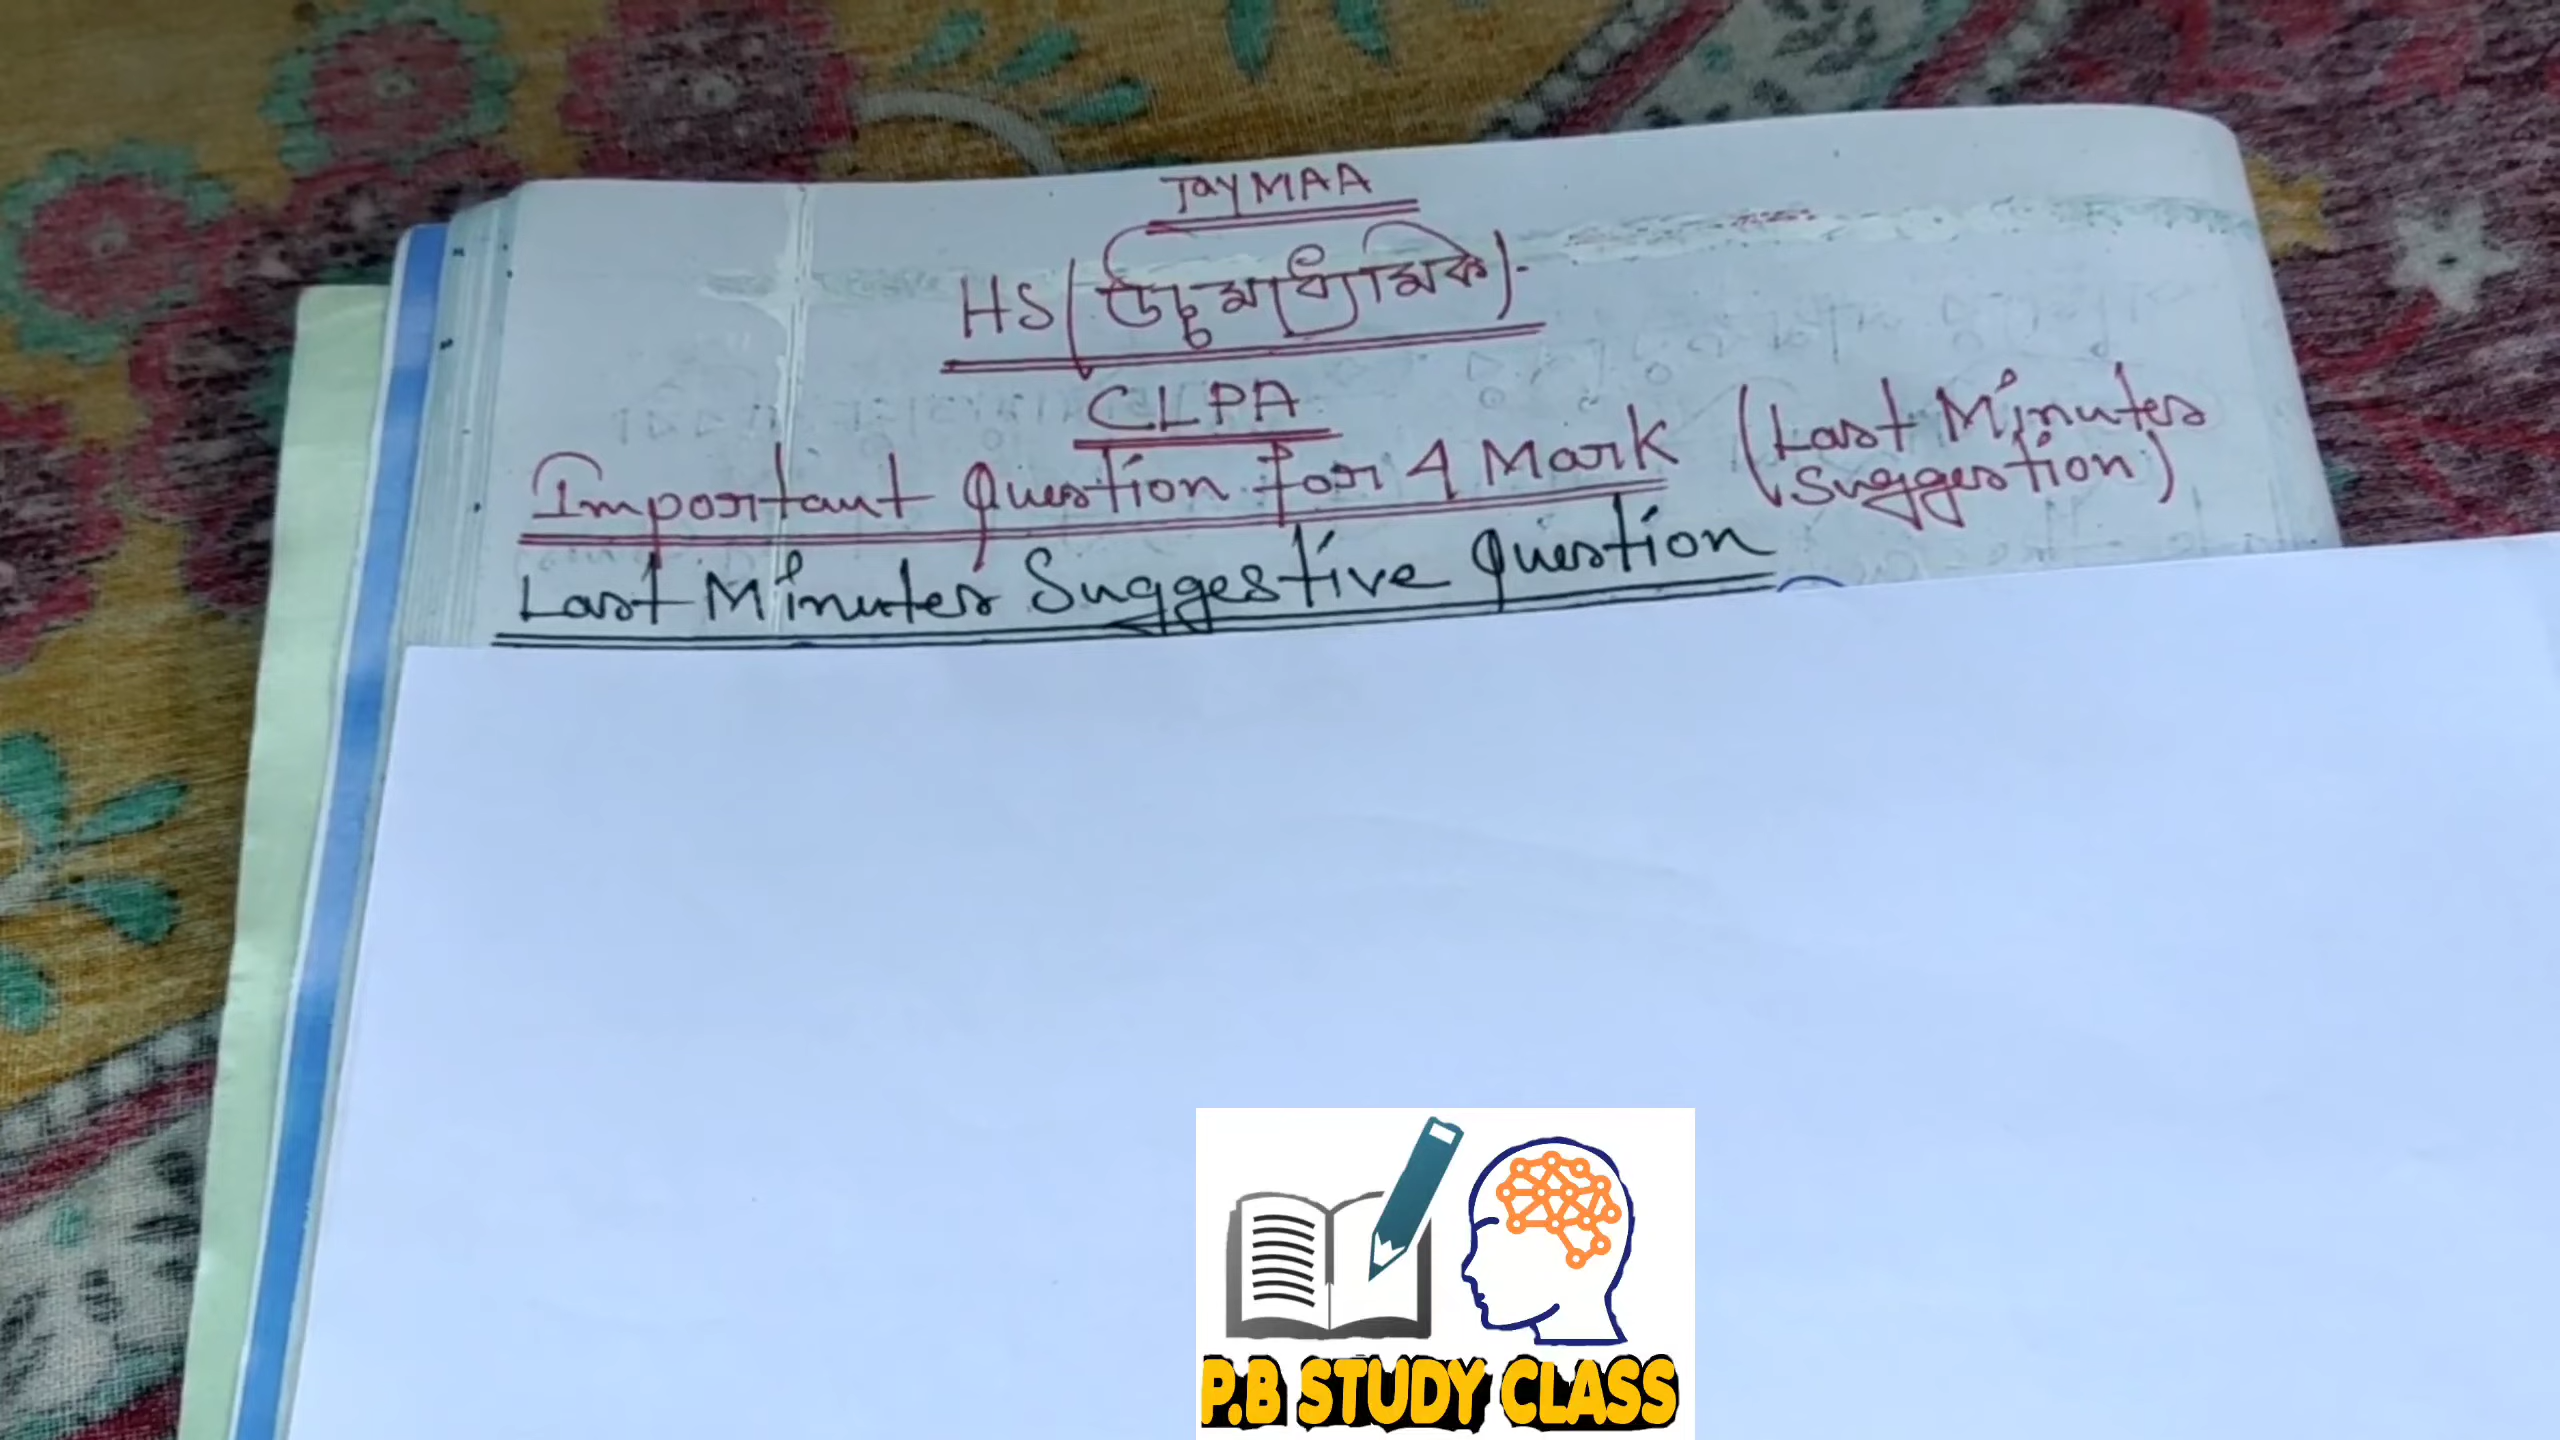 Joy MAA
HS (উচ্চমাধ্যমিক).
CLPA
Important Question for 4 Mark (Last Minutes Suggestion)
Last Minutes Suggestive Question
P.B STUDY CLASS